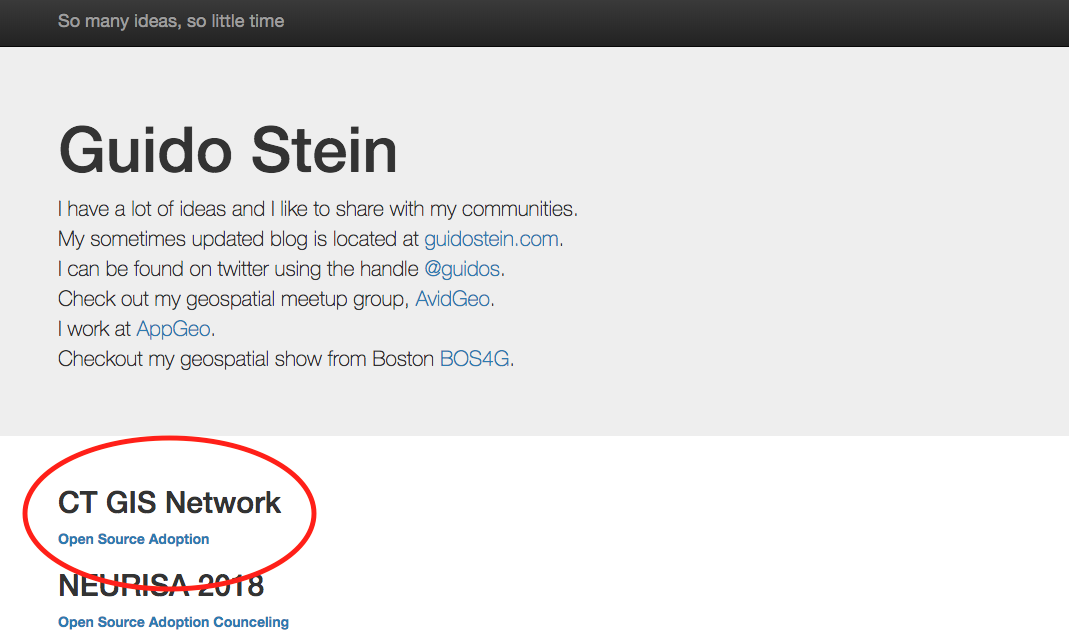 So many ideas, so little time
Guido Stein
I have a lot of ideas and I like to share with my communities.
My sometimes updated blog is located at guidostein.com.
I can be found on twitter using the handle @guidos.
Check out my geospatial meetup group, AvidGeo.
I work at AppGeo.
Checkout my geospatial show from Boston BOS4G.
CT GIS Network
Open Source Adoption
NEURISA 2018
Open Source Adoption Counceling